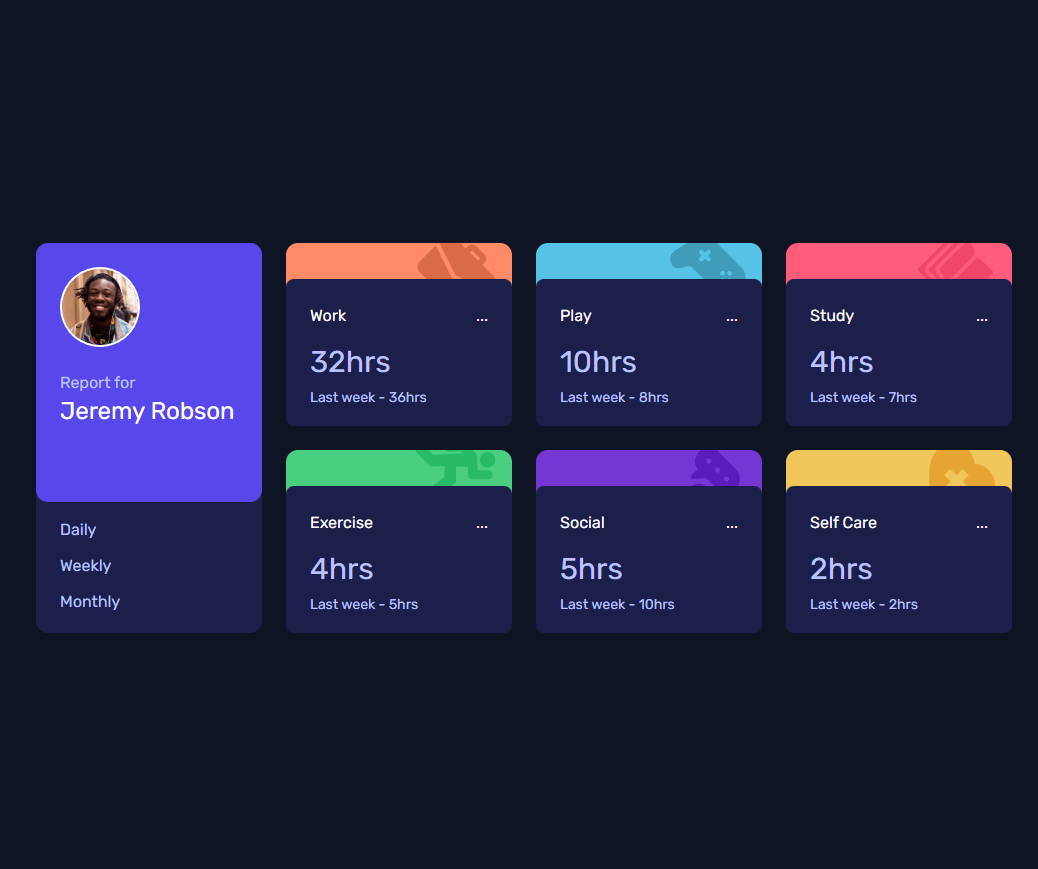 Report for
Jeremy Robson
Daily
Weekly
Monthly
Work ...
32hrs
Last week - 36hrs
Play ...
10hrs
Last week - 8hrs
Study ...
4hrs
Last week - 7hrs
Exercise ...
4hrs
Last week - 5hrs
Social ...
5hrs
Last week - 10hrs
Self Care ...
2hrs
Last week - 2hrs